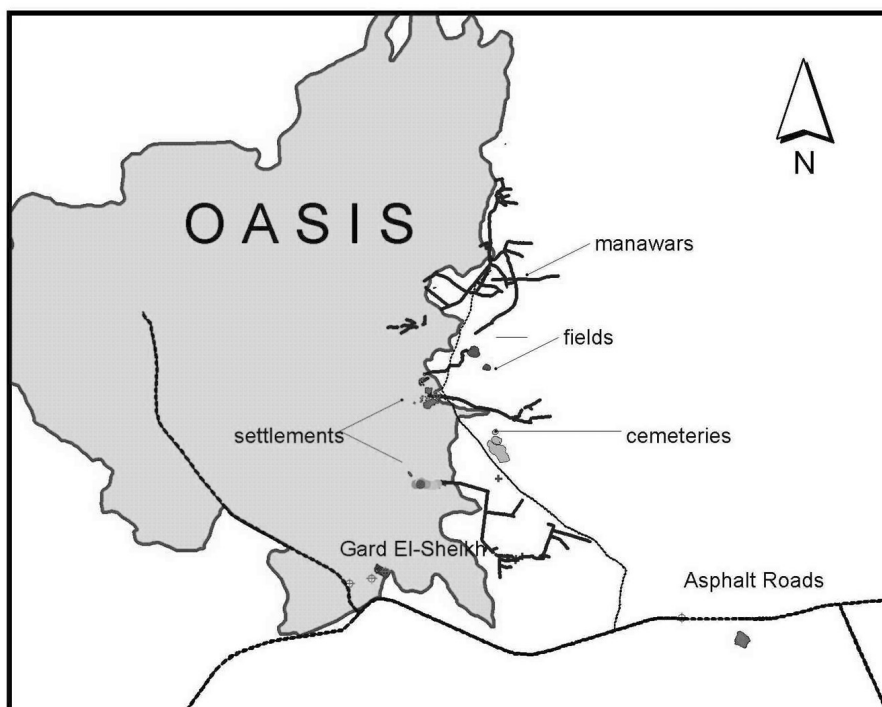 N
OASIS
manawars
fields
settlements
cemeteries
Gard El-Sheikh
Asphalt Roads